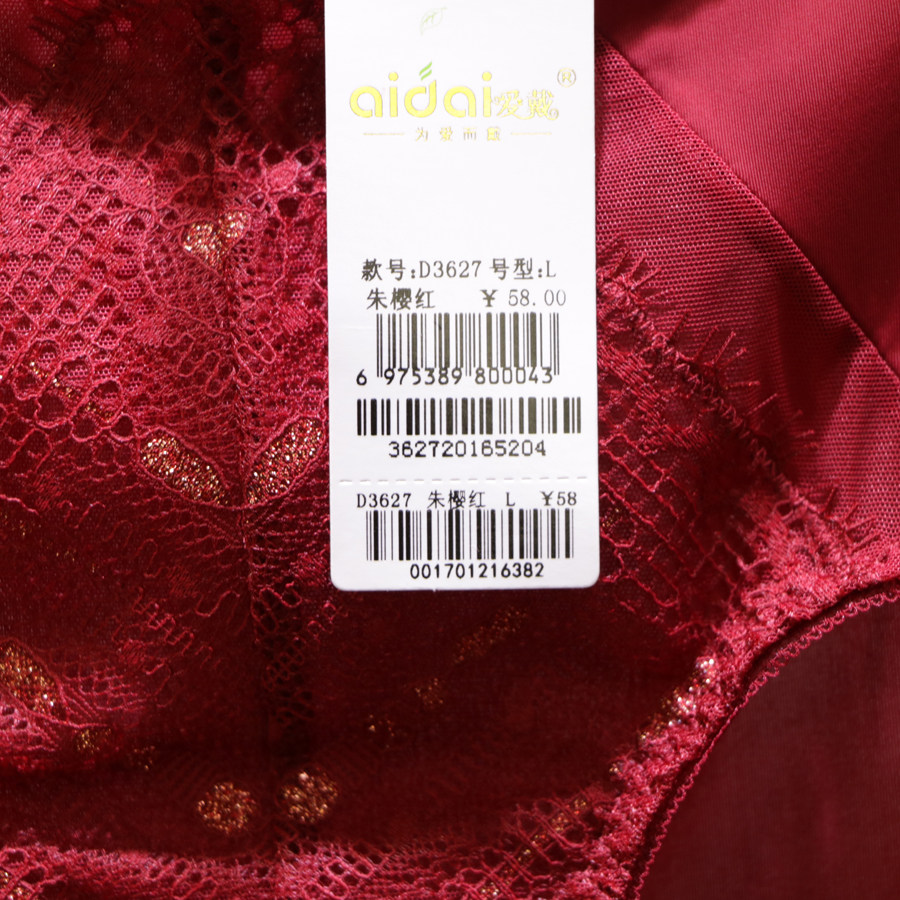 aidai爱戴®
为爱而戴
款号:D3627 号型:L
朱樱红 ¥ 58.00
6 975389 800043
362720165204
D3627 朱樱红 L ¥58
001701216382